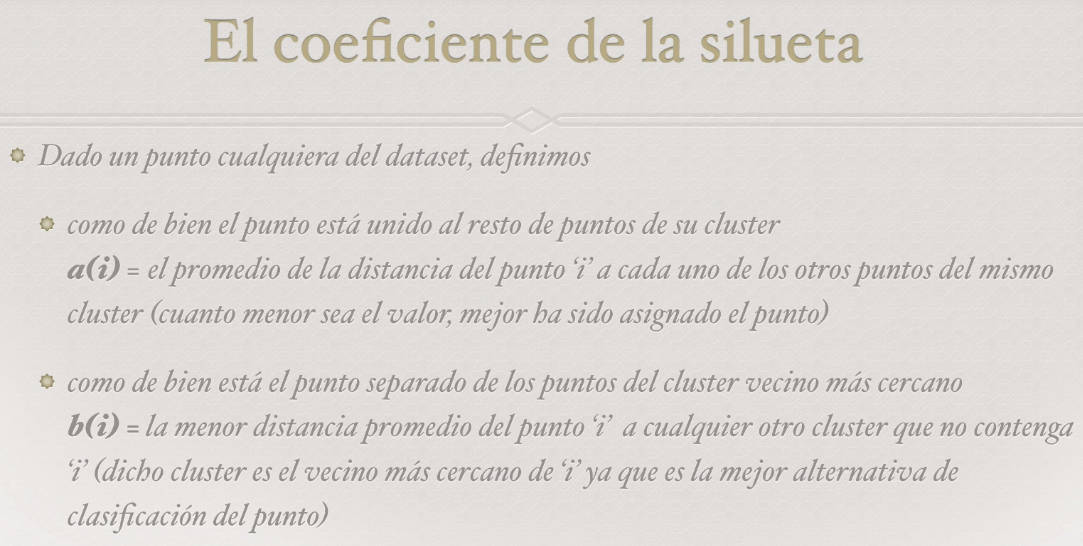 El coeficiente de la silueta
Dado un punto cualquiera del dataset, definimos
como de bien el punto está unido al resto de puntos de su cluster
a(i) = el promedio de la distancia del punto ‘i’ a cada uno de los otros puntos del mismo
cluster (cuanto menor sea el valor, mejor ha sido asignado el punto)
como de bien está el punto separado de los puntos del cluster vecino más cercano
b(i) = la menor distancia promedio del punto ‘i’ a cualquier otro cluster que no contenga
‘i’ (dicho cluster es el vecino más cercano de ‘i’ ya que es la mejor alternativa de
clasificación del punto)